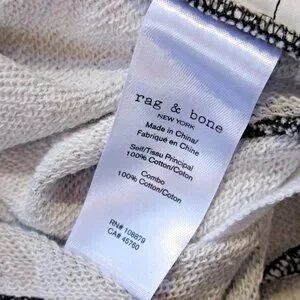 rag & bone
NEW YORK
Made in China/
Fabriqué en Chine
Self/Tissu Principal
100% Cotton/Coton
Combo
100% Cotton/Coton
RN# 108879
CA# 45760